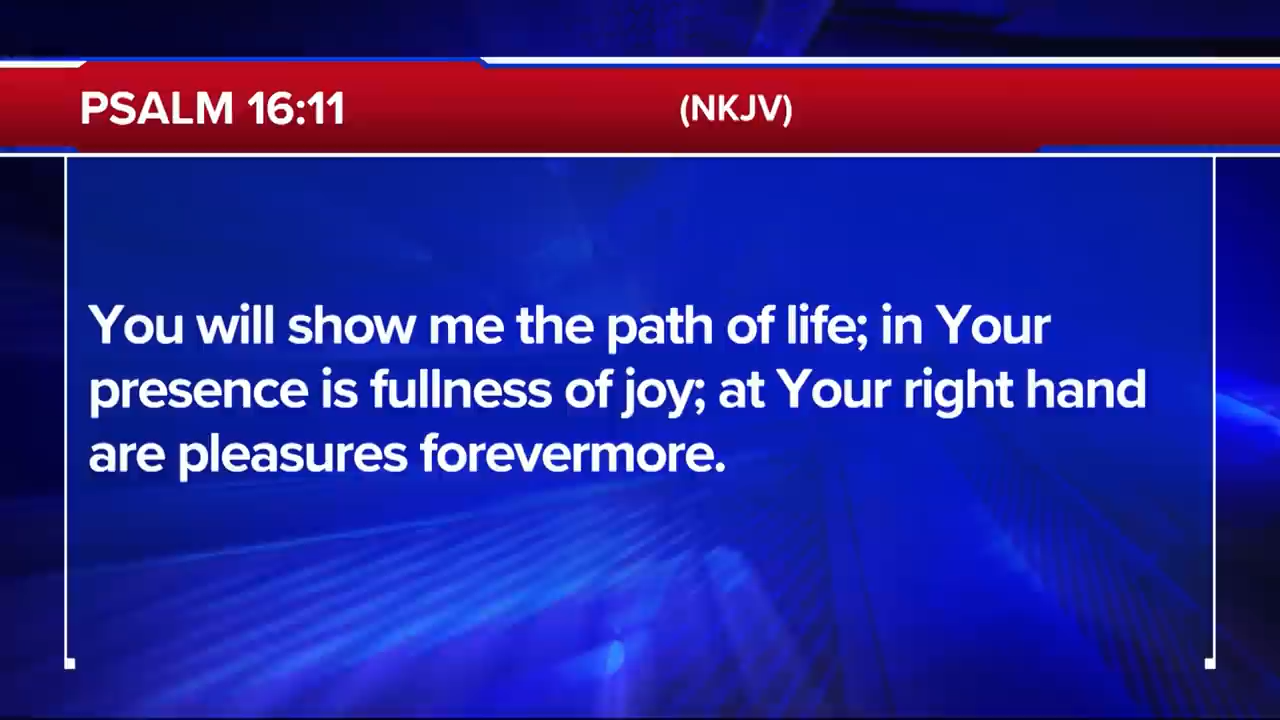 PSALM 16:11
(NKJV)
You will show me the path of life; in Your
presence is fullness of joy; at Your right hand
are pleasures forevermore.